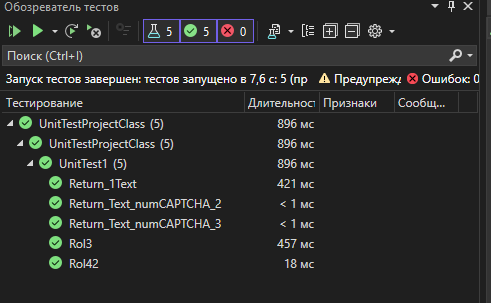 Обозреватель тестов
5 5 0
Поиск (Ctrl+I)
Запуск тестов завершен: тестов запущено в 7,6 с: 5 (пр Предупрежд Ошибок: 0
Тестирование Длительност Признаки Сообщ...
UnitTestProjectClass (5) 896 мс
UnitTestProjectClass (5) 896 мс
UnitTest1 (5) 896 мс
Return_1Text 421 мс
Return_Text_numCAPTCHA_2 < 1 мс
Return_Text_numCAPTCHA_3 < 1 мс
Rol3 457 мс
Rol42 18 мс